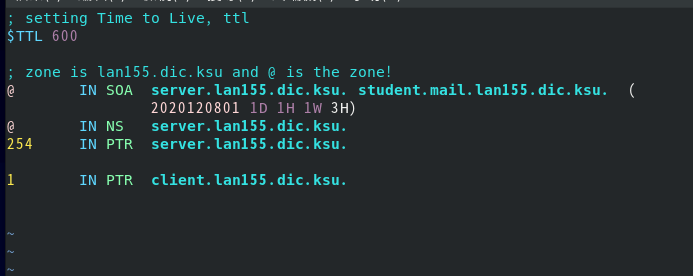 ; setting Time to Live, ttl
$TTL 600
; zone is lan155.dic.ksu and @ is the zone!
@ IN SOA server.lan155.dic.ksu. student.mail.lan155.dic.ksu. (
2020120801 1D 1H 1W 3H)
@ IN NS server.lan155.dic.ksu.
254 IN PTR server.lan155.dic.ksu.
1 IN PTR client.lan155.dic.ksu.
~
~
~